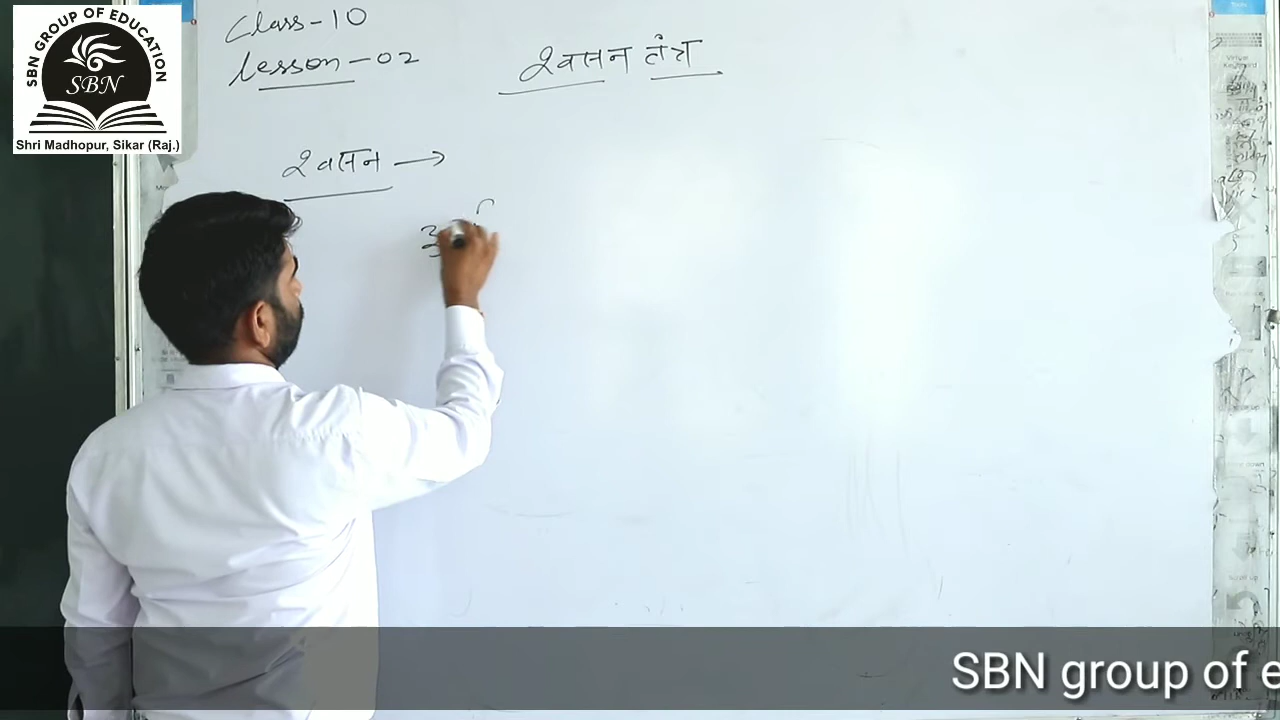 SBN GROUP OF EDUCATION
SBN
Shri Madhopur, Sikar (Raj.)
Class-10
Lesson-02
श्वसन तंत्र
श्वसन →
SBN group of e